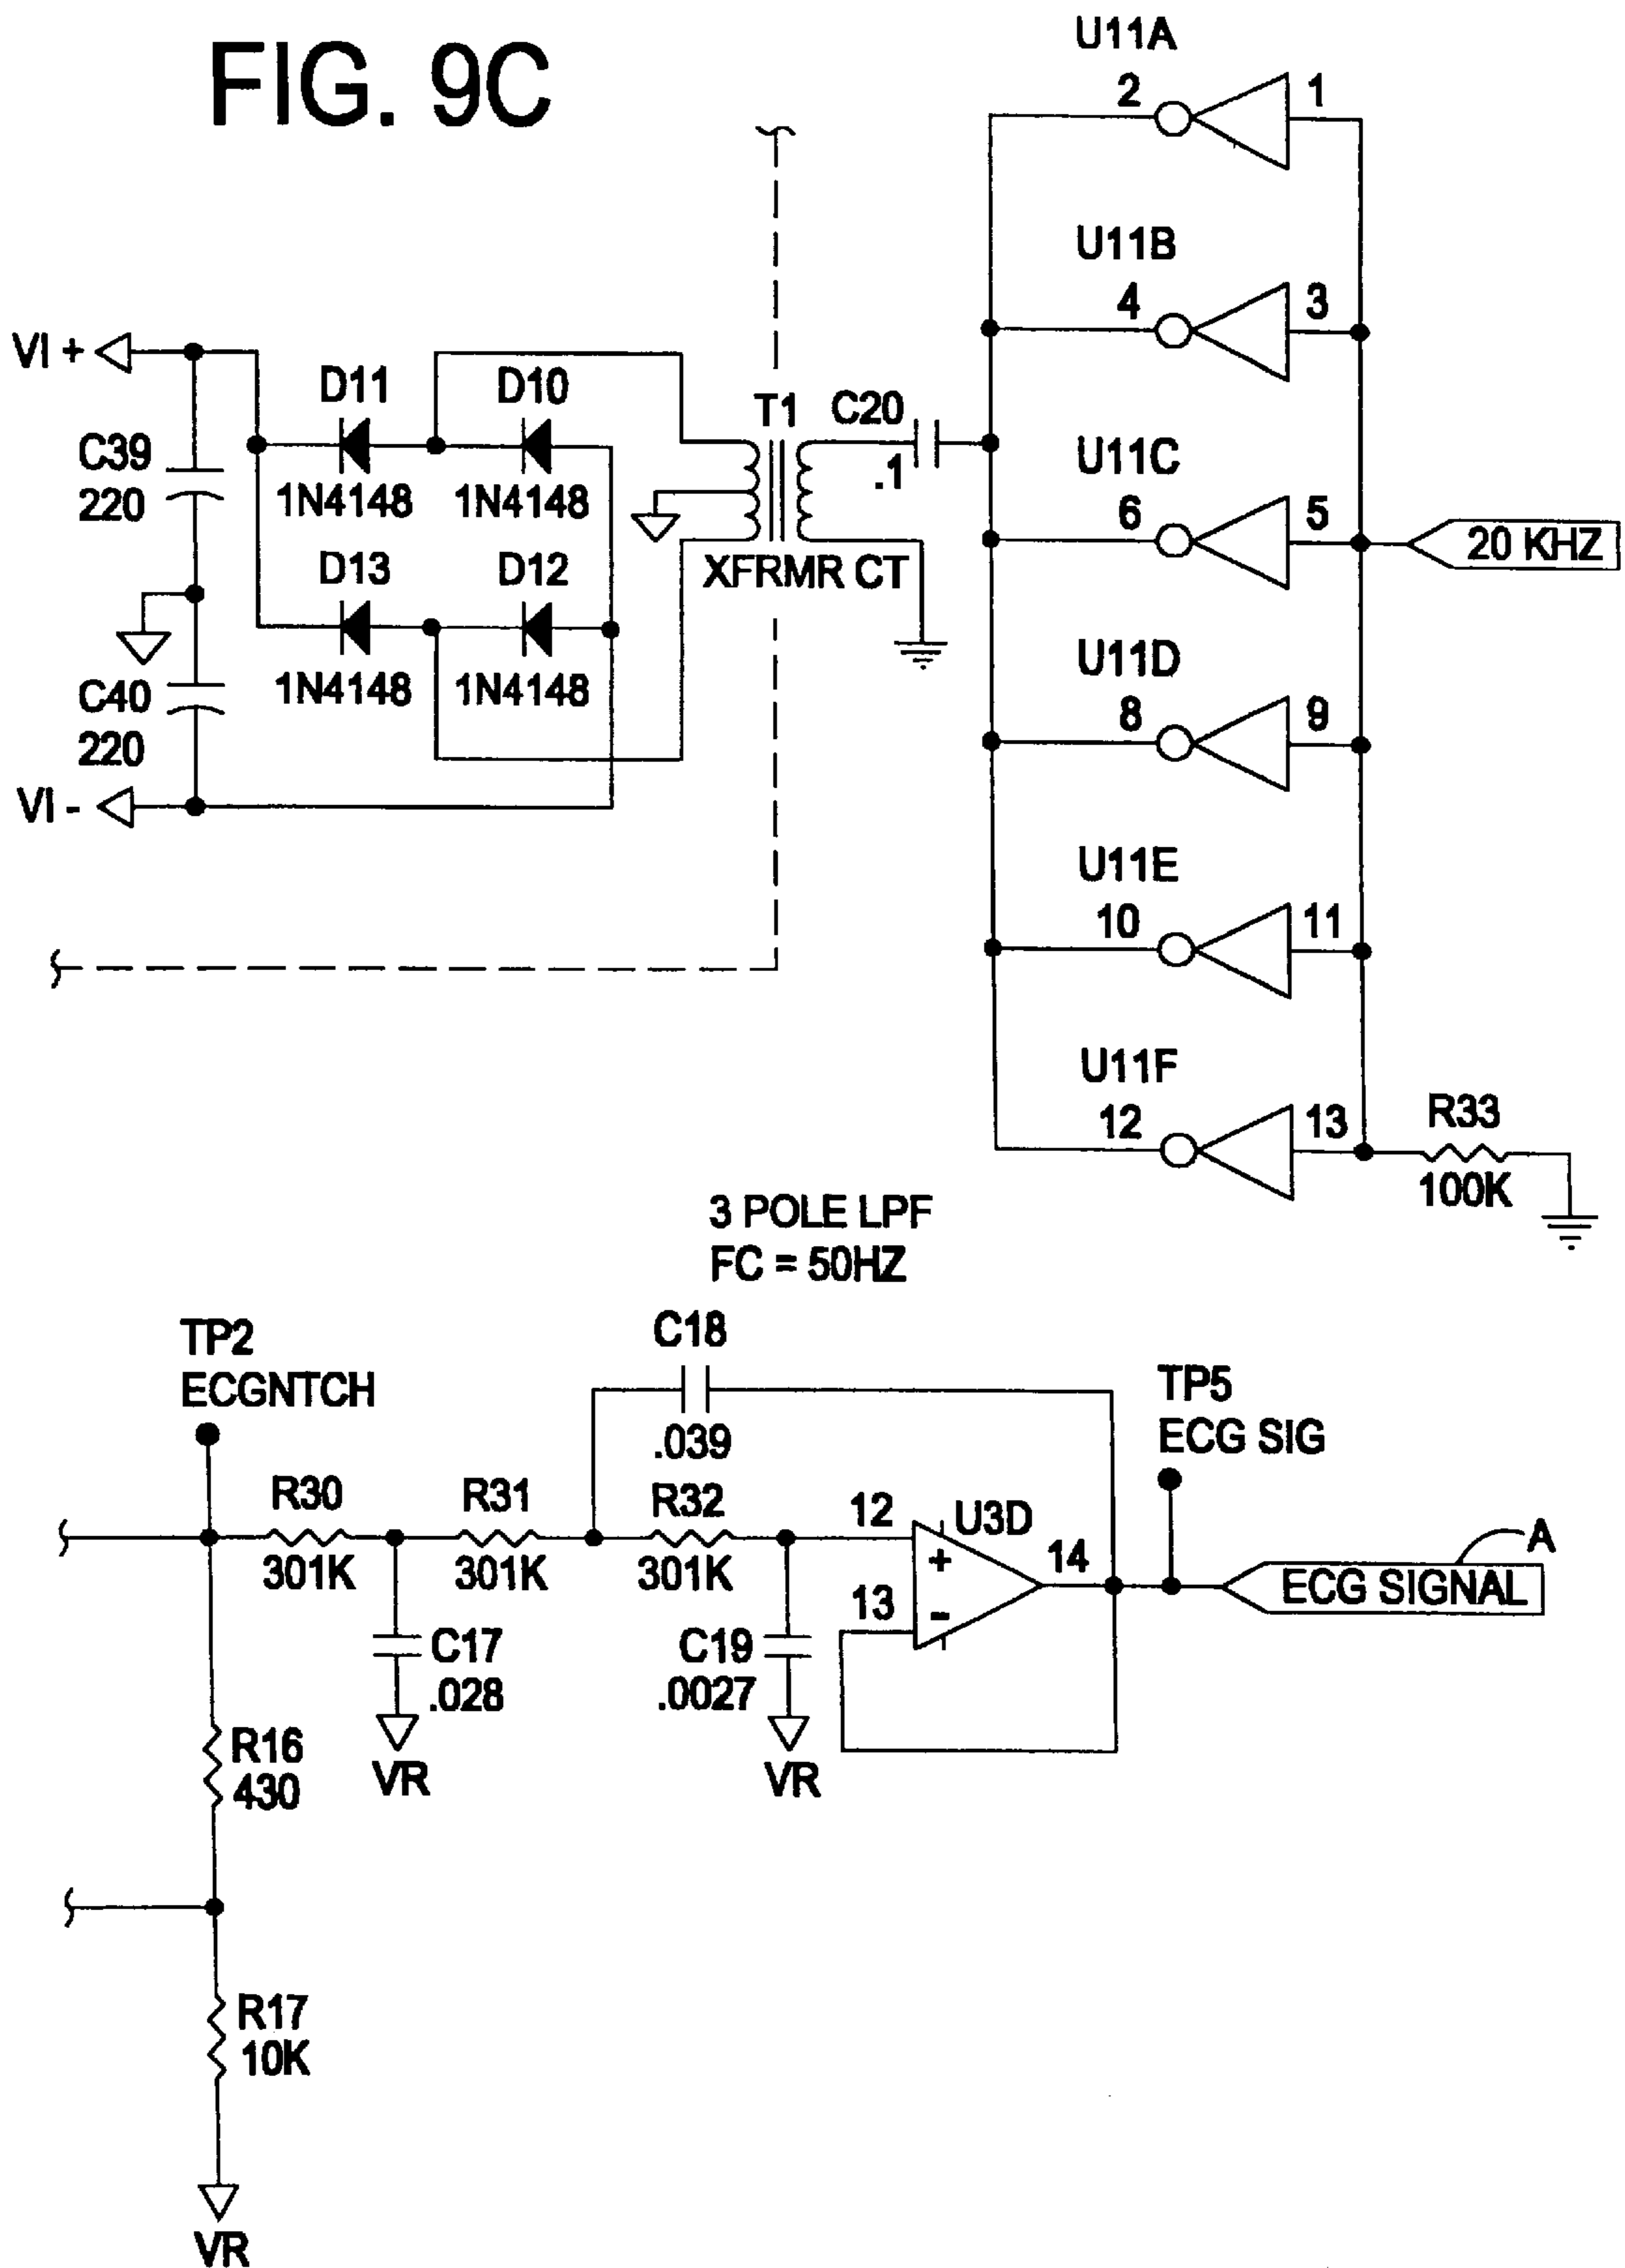 FIG. 9C
U11A
2
1
U11B
4
3
VI +
D11
D10
T1
C20
C39
220
1N4148
1N4148
.1
U11C
6
5
20 KHZ
D13
D12
XFRMR CT
C40
220
1N4148
1N4148
U11D
8
9
VI -
U11E
10
11
U11F
12
13
R33
100K
3 POLE LPF
FC = 50HZ
TP2
ECGNTCH
C18
.039
TP5
ECG SIG
R30
301K
R31
301K
R32
301K
12
U3D
+
13
-
14
A
ECG SIGNAL
C17
.028
C19
.0027
VR
VR
R16
430
R17
10K
VR